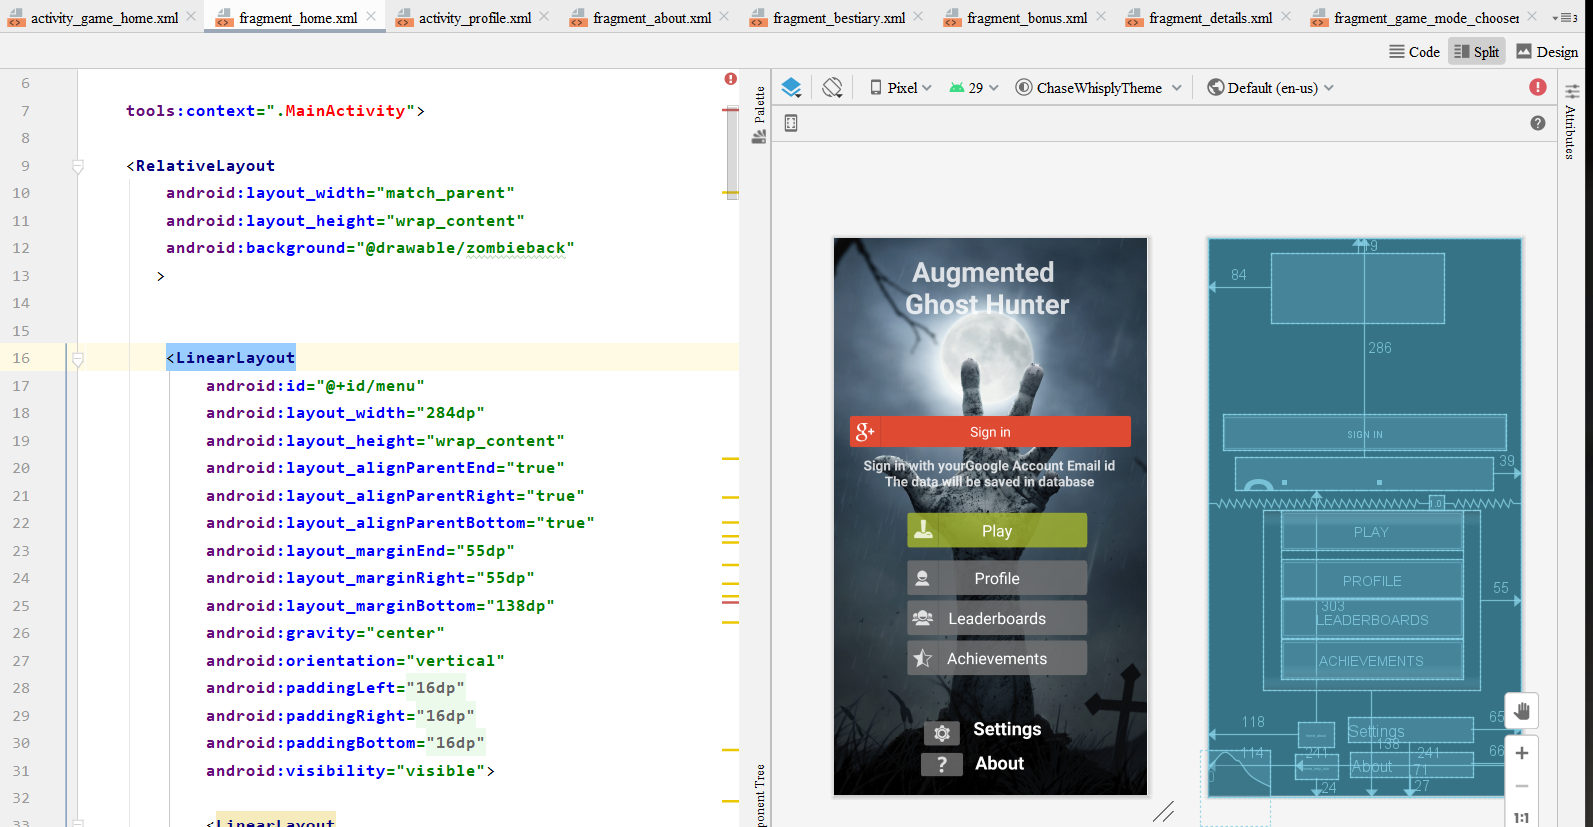 activity_game_home.xml
fragment_home.xml
activity_profile.xml
fragment_about.xml
fragment_bestiary.xml
fragment_bonus.xml
fragment_details.xml
fragment_game_mode_chooser
3
Code
Split
Design
6
7 tools:context=".MainActivity">
8
9 <RelativeLayout
10 android:layout_width="match_parent"
11 android:layout_height="wrap_content"
12 android:background="@drawable/zombieback"
13 >
14
15
16 <LinearLayout
17 android:id="@+id/menu"
18 android:layout_width="284dp"
19 android:layout_height="wrap_content"
20 android:layout_alignParentEnd="true"
21 android:layout_alignParentRight="true"
22 android:layout_alignParentBottom="true"
23 android:layout_marginEnd="55dp"
24 android:layout_marginRight="55dp"
25 android:layout_marginBottom="138dp"
26 android:gravity="center"
27 android:orientation="vertical"
28 android:paddingLeft="16dp"
29 android:paddingRight="16dp"
30 android:paddingBottom="16dp"
31 android:visibility="visible">
32
33 <LinearLayout
Palette
ponent Tree
Pixel
29
ChaseWhisplyTheme
Default (en-us)
Attributes
Augmented
Ghost Hunter
g+ Sign in
Sign in with yourGoogle Account Email id
The data will be saved in database
Play
Profile
Leaderboards
Achievements
Settings
? About
19
84
286
SIGN IN
39
1.0
PLAY
PROFILE
55
303
LEADERBOARDS
ACHIEVEMENTS
118
Settings
65
138
114
241
241
66
About
71
24
27
1:1